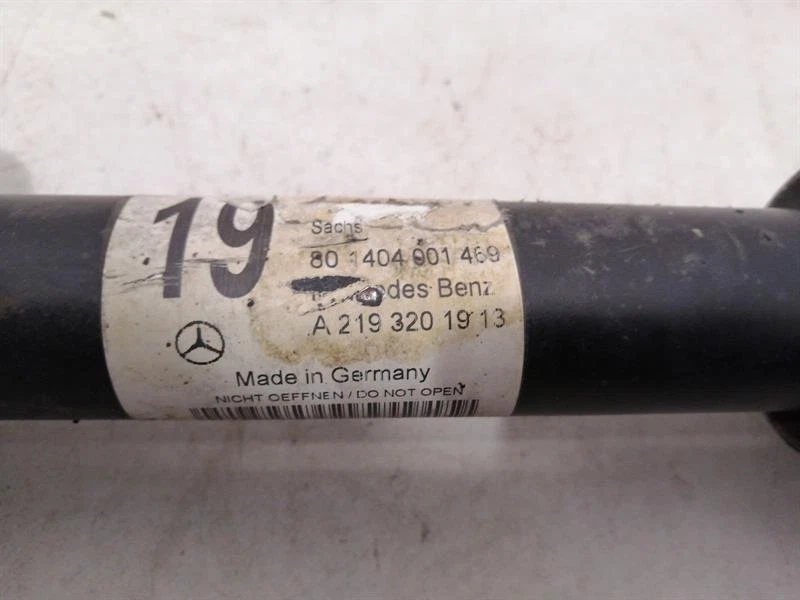 19
Sachs
80 1404 001 469
Benz
A 219 320 19 13
Made in Germany
NICHT OEFFNEN / DO NOT OPEN